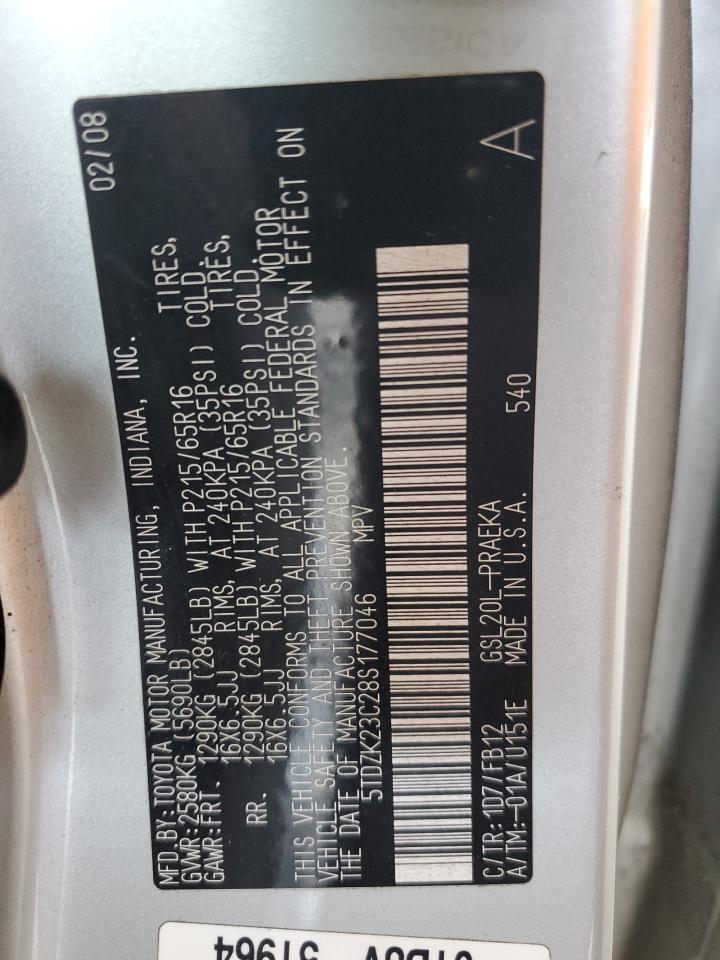 02/08
MFD.BY:TOYOTA MOTOR MANUFACTURING, INDIANA, INC.
GVWR:2580KG (5690LB)
GAWR:FRT. 1290KG (2845LB) WITH P215/65R16 TIRES,
16X6.5JJ RIMS, AT 240KPA (35PSI) COLD.
RR. 1290KG (2845LB) WITH P215/65R16 TIRES,
16X6.5JJ RIMS, AT 240KPA (35PSI) COLD.
THIS VEHICLE CONFORMS TO ALL APPLICABLE FEDERAL MOTOR
VEHICLE SAFETY AND THEFT PREVENTION STANDARDS IN EFFECT ON
THE DATE OF MANUFACTURE SHOWN ABOVE.
5TDZK23C28S177046 MPV
C/TR: 1D7/FB12 GSL20L-PRAEKA 540 A
A/TM:-01A/U151E MADE IN U.S.A.
51964